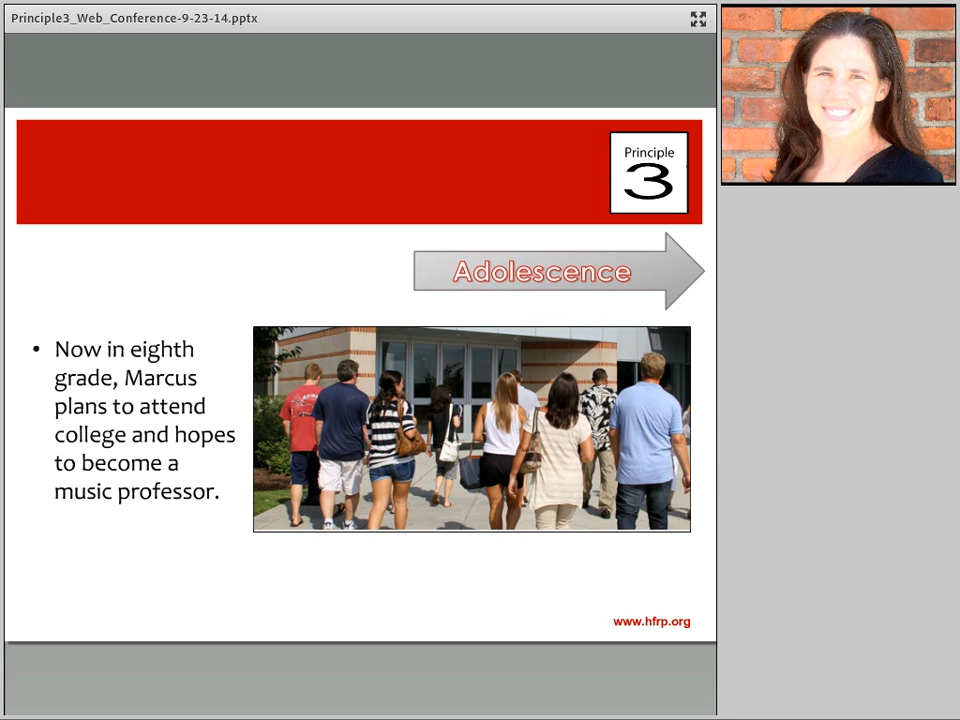 Principle3_Web_Conference-9-23-14.pptx
Principle
3
Adolescence
• Now in eighth
grade, Marcus
plans to attend
college and hopes
to become a
music professor.
www.hfrp.org